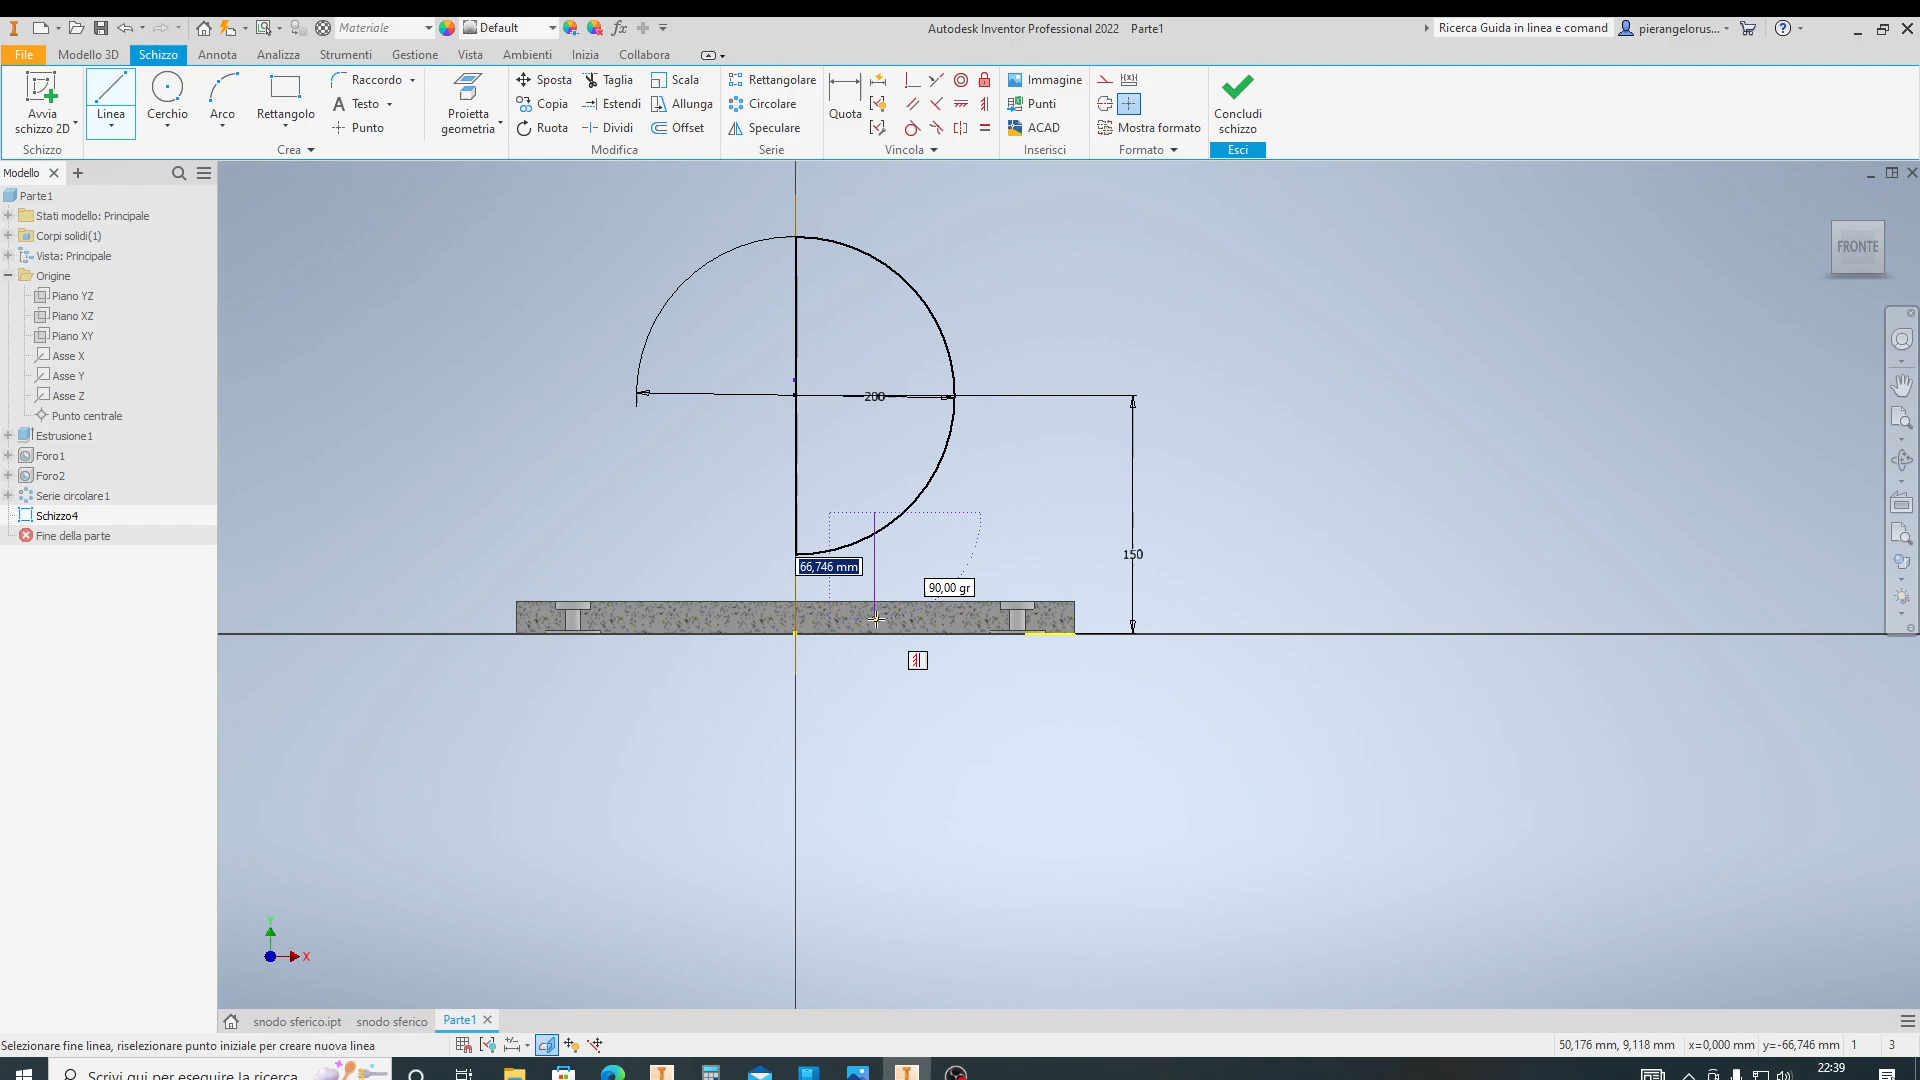 Materiale
Default
Autodesk Inventor Professional 2022   Parte1
Ricerca Guida in linea e comand
pierangelorus...
File
Modello 3D
Schizzo
Annota
Analizza
Strumenti
Gestione
Vista
Ambienti
Inizia
Collabora
Avvia
schizzo 2D
Linea
Cerchio
Arco
Rettangolo
Raccordo
Testo
Punto
Proietta
geometria
Sposta
Copia
Ruota
Taglia
Estendi
Dividi
Scala
Allunga
Offset
Rettangolare
Circolare
Speculare
Quota
Immagine
Punti
ACAD
Mostra formato
Concludi
schizzo
Schizzo
Crea
Modifica
Serie
Vincola
Inserisci
Formato
Esci
Modello
Parte1
Stati modello: Principale
Corpi solidi(1)
Vista: Principale
Origine
Piano YZ
Piano XZ
Piano XY
Asse X
Asse Y
Asse Z
Punto centrale
Estrusione1
Foro1
Foro2
Serie circolare1
Schizzo4
Fine della parte
FRONTE
200
150
66,746 mm
90,00 gr
Y
X
snodo sferico.ipt
snodo sferico
Parte1
Selezionare fine linea, riselezionare punto iniziale per creare nuova linea
50,176 mm, 9,118 mm
x=0,000 mm
y=-66,746 mm
1
3
Scrivi qui per eseguire la ricerca
22:39